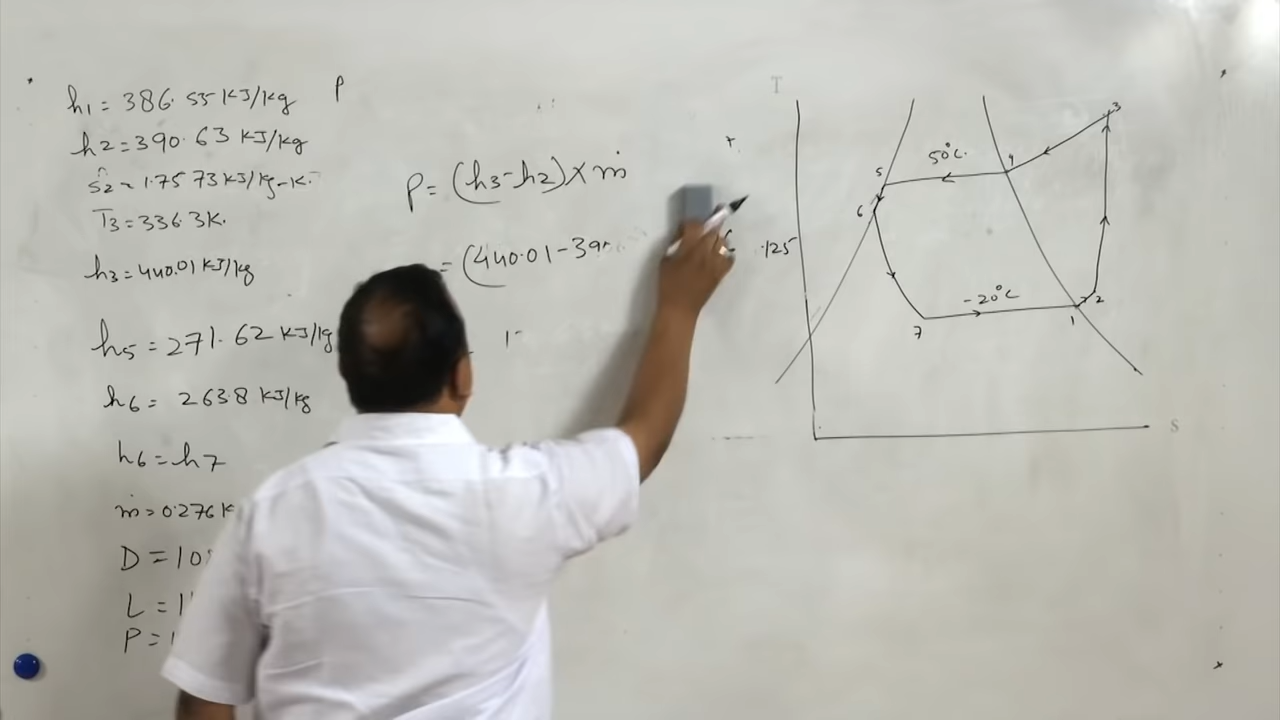 h1 = 386.55 KJ/kg
P
h2 = 390.63 KJ/kg
S2 = 1.7573 KJ/kg-K.
T3 = 336.3K.
h3 = 440.01 KJ/kg
h5 = 271.62 KJ/kg
h6 = 263.8 KJ/kg
h6 = h7
ṁ = 0.276 K
D = 10
L = 1
P =
P = (h3-h2) × ṁ
= (440.01 - 39
.125
T
3
50°C.
4
5
6
-20°C
2
1
7
S